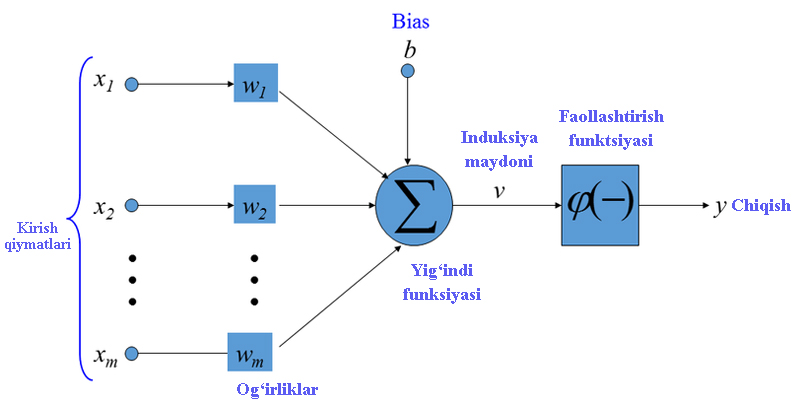 Bias
b
x1
w1
Faollashtirish
funktsiyasi
Induksiya
maydoni
v
x2
w2
∑
φ(−)
y Chiqish
Kirish
qiymatlari
Yig‘indi
funksiyasi
xm
wm
Og‘irliklar